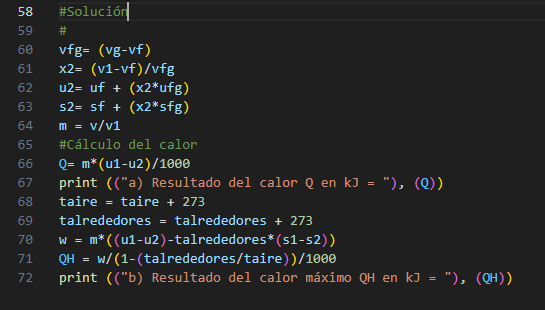 58 #Solución
59 #
60 vfg= (vg-vf)
61 x2= (v1-vf)/vfg
62 u2= uf + (x2*ufg)
63 s2= sf + (x2*sfg)
64 m = v/v1
65 #Cálculo del calor
66 Q= m*(u1-u2)/1000
67 print (("a) Resultado del calor Q en kJ = "), (Q))
68 taire = taire + 273
69 talrededores = talrededores + 273
70 w = m*((u1-u2)-talrededores*(s1-s2))
71 QH = w/(1-(talrededores/taire))/1000
72 print (("b) Resultado del calor máximo QH en kJ = "), (QH))